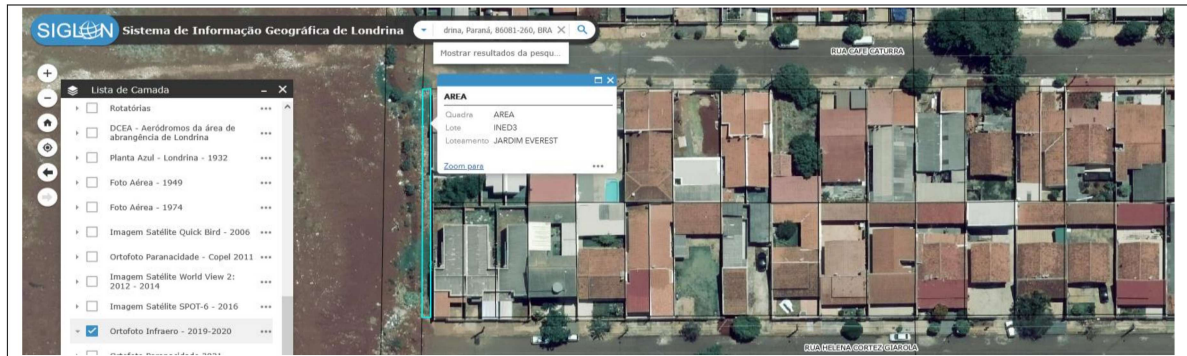 SIGLON Sistema de Informação Geográfica de Londrina
drina, Paraná, 86081-260, BRA
Mostrar resultados da pesqu...
RUA CAFE CATURRA
Lista de Camada
Rotatórias
DCEA - Aeródromos da área de
abrangência de Londrina
Planta Azul - Londrina - 1932
Foto Aérea - 1949
Foto Aérea - 1974
Imagem Satélite Quick Bird - 2006
Ortofoto Paranacidade - Copel 2011
Imagem Satélite World View 2:
2012 - 2014
Imagem Satélite SPOT-6 - 2016
Ortofoto Infraero - 2019-2020
Ortofoto Paranacidade 2021
AREA
Quadra AREA
Lote INED3
Loteamento JARDIM EVEREST
Zoom para
RUA HELENA CORTEZ GIAROLA